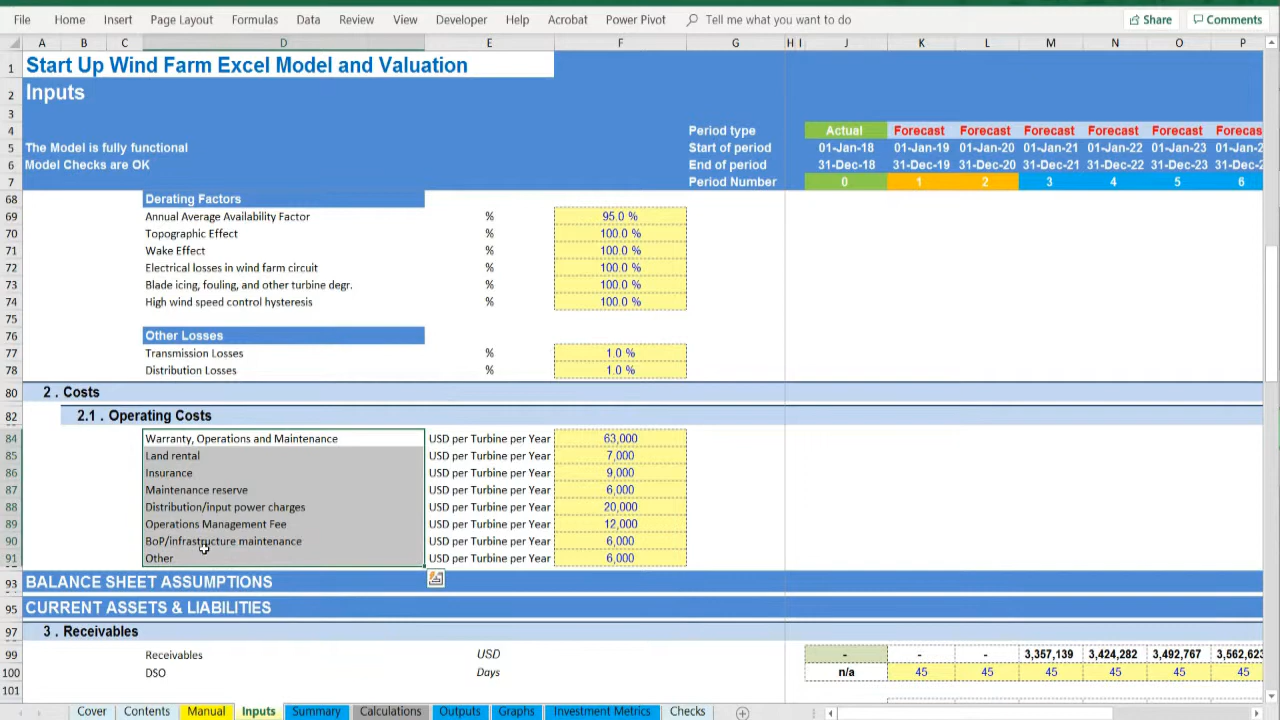 File Home Insert Page Layout Formulas Data Review View Developer Help Acrobat Power Pivot Tell me what you want to do Share Comments
A B C D E F G H I J K L M N O P
1 Start Up Wind Farm Excel Model and Valuation
2 Inputs
3
4 Period type Actual Forecast Forecast Forecast Forecast Forecast
5 The Model is fully functional Start of period 01-Jan-18 01-Jan-19 01-Jan-20 01-Jan-21 01-Jan-22 01-Jan-23
6 Model Checks are OK End of period 31-Dec-18 31-Dec-19 31-Dec-20 31-Dec-21 31-Dec-22 31-Dec-23
7 Period Number 0 1 2 3 4 5 6
68 Derating Factors
69 Annual Average Availability Factor % 95.0 %
70 Topographic Effect % 100.0 %
71 Wake Effect % 100.0 %
72 Electrical losses in wind farm circuit % 100.0 %
73 Blade icing, fouling, and other turbine degr. % 100.0 %
74 High wind speed control hysteresis % 100.0 %
75
76 Other Losses
77 Transmission Losses % 1.0 %
78 Distribution Losses % 1.0 %
80 2 . Costs
82 2.1 . Operating Costs
84 Warranty, Operations and Maintenance USD per Turbine per Year 63,000
85 Land rental USD per Turbine per Year 7,000
86 Insurance USD per Turbine per Year 9,000
87 Maintenance reserve USD per Turbine per Year 6,000
88 Distribution/input power charges USD per Turbine per Year 20,000
89 Operations Management Fee USD per Turbine per Year 12,000
90 BoP/infrastructure maintenance USD per Turbine per Year 6,000
91 Other USD per Turbine per Year 6,000
93 BALANCE SHEET ASSUMPTIONS
95 CURRENT ASSETS & LIABILITIES
97 3 . Receivables
99 Receivables USD - - - 3,357,139 3,424,282 3,492,767
100 DSO Days n/a 45 45 45 45 45 45
101
Cover Contents Manual Inputs Summary Calculations Outputs Graphs Investment Metrics Checks